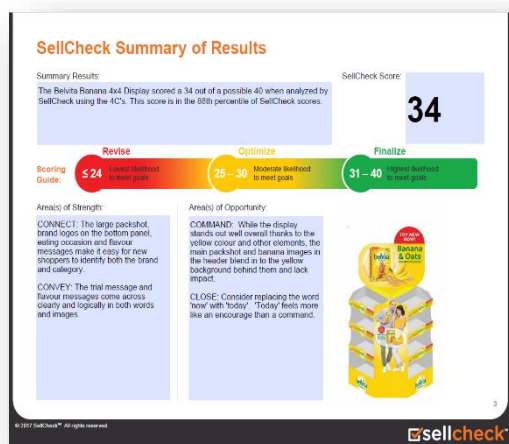 SellCheck Summary of Results
Summary Results:
The Belvita Banana 4x4 Display scored a 34 out of a possible 40 when analyzed by
SellCheck using the 4C's. This score is in the 88th percentile of SellCheck scores.
SellCheck Score:
34
Revise
Optimize
Finalize
Scoring
Guide:
≤ 24
Lowest likelihood
to meet goals
25 – 30
Moderate likelihood
to meet goals
31 – 40
Highest likelihood
to meet goals
Area(s) of Strength:
CONNECT: The large packshot,
brand logos on the bottom panel,
eating occasion and flavour
messages make it easy for new
shoppers to identify both the brand
and category.
CONVEY: The trial message and
flavour messages come across
clearly and logically in both words
and images.
Area(s) of Opportunity:
COMMAND: While the display
stands out well overall thanks to the
yellow colour and other elements, the
main packshot and banana images in
the header blend in to the yellow
background behind them and lack
impact.
CLOSE: Consider replacing the word
'now' with 'today'. 'Today' feels more
like an encourage than a command.
TRY NEW
NOW!
Banana
& Oats
belVita
belVita
3
© 2017 SellCheck™ All rights reserved.
sellcheck™